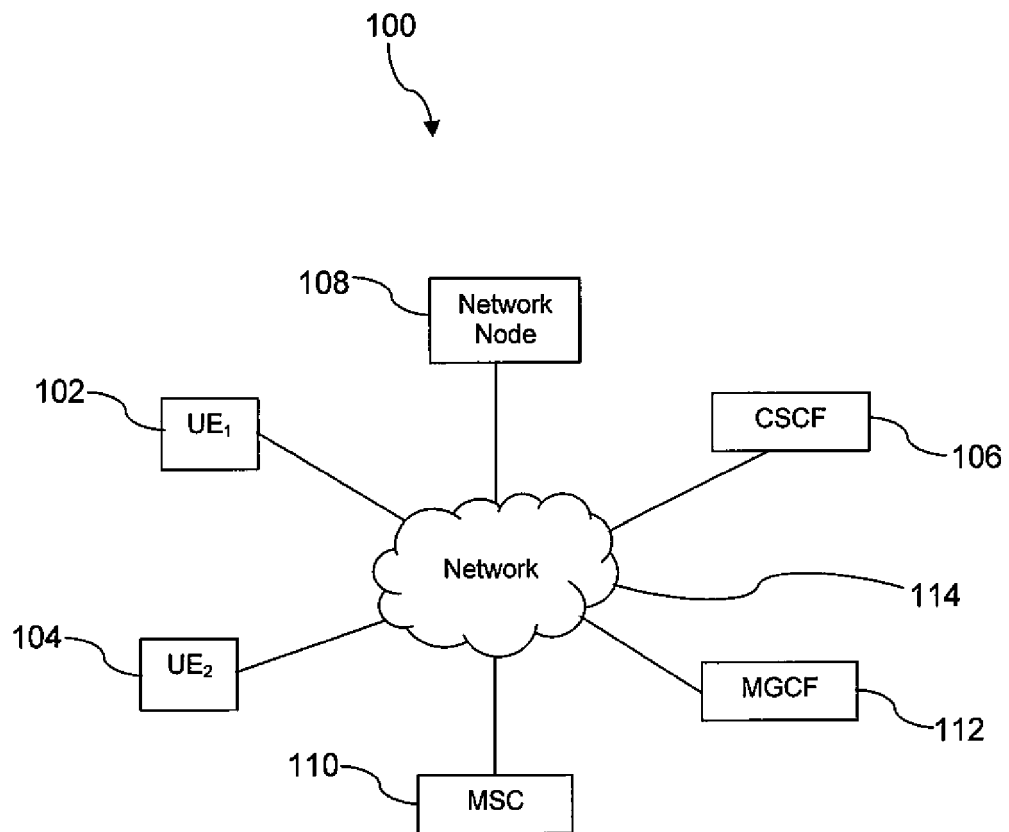 100
108
Network
Node
102
UE₁
CSCF
106
Network
114
104
UE₂
MGCF
112
110
MSC